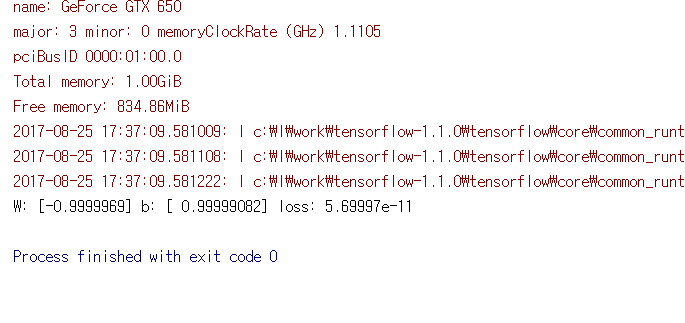 name: GeForce GTX 650
major: 3 minor: 0 memoryClockRate (GHz) 1.1105
pciBusID 0000:01:00.0
Total memory: 1.00GiB
Free memory: 834.86MiB
2017-08-25 17:37:09.581009: I c:₩l₩work₩tensorflow-1.1.0₩tensorflow₩core₩common_runt
2017-08-25 17:37:09.581108: I c:₩l₩work₩tensorflow-1.1.0₩tensorflow₩core₩common_runt
2017-08-25 17:37:09.581222: I c:₩l₩work₩tensorflow-1.1.0₩tensorflow₩core₩common_runt
W: [-0.9999969] b: [ 0.99999082] loss: 5.69997e-11
Process finished with exit code 0